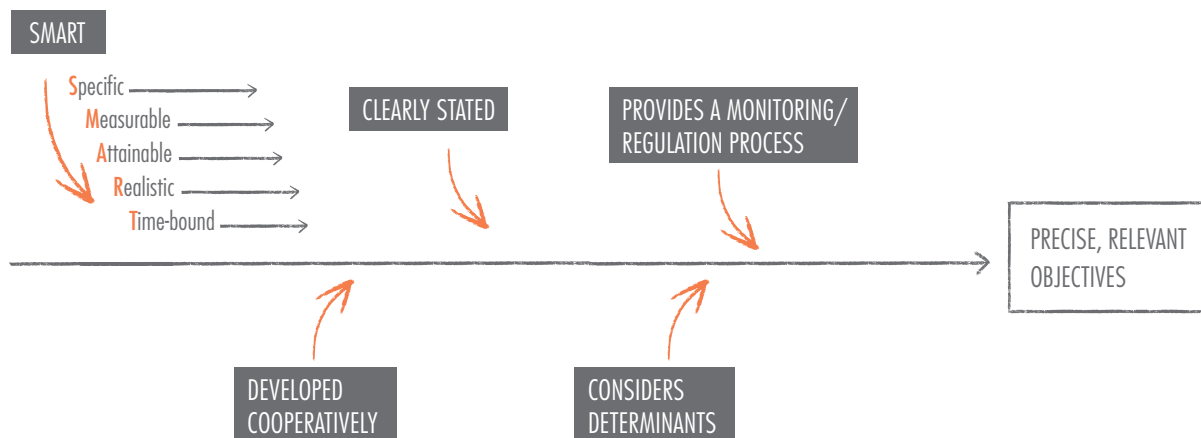 SMART
Specific
Measurable
Attainable
Realistic
Time-bound
CLEARLY STATED
PROVIDES A MONITORING/
REGULATION PROCESS
PRECISE, RELEVANT
OBJECTIVES
DEVELOPED
COOPERATIVELY
CONSIDERS
DETERMINANTS